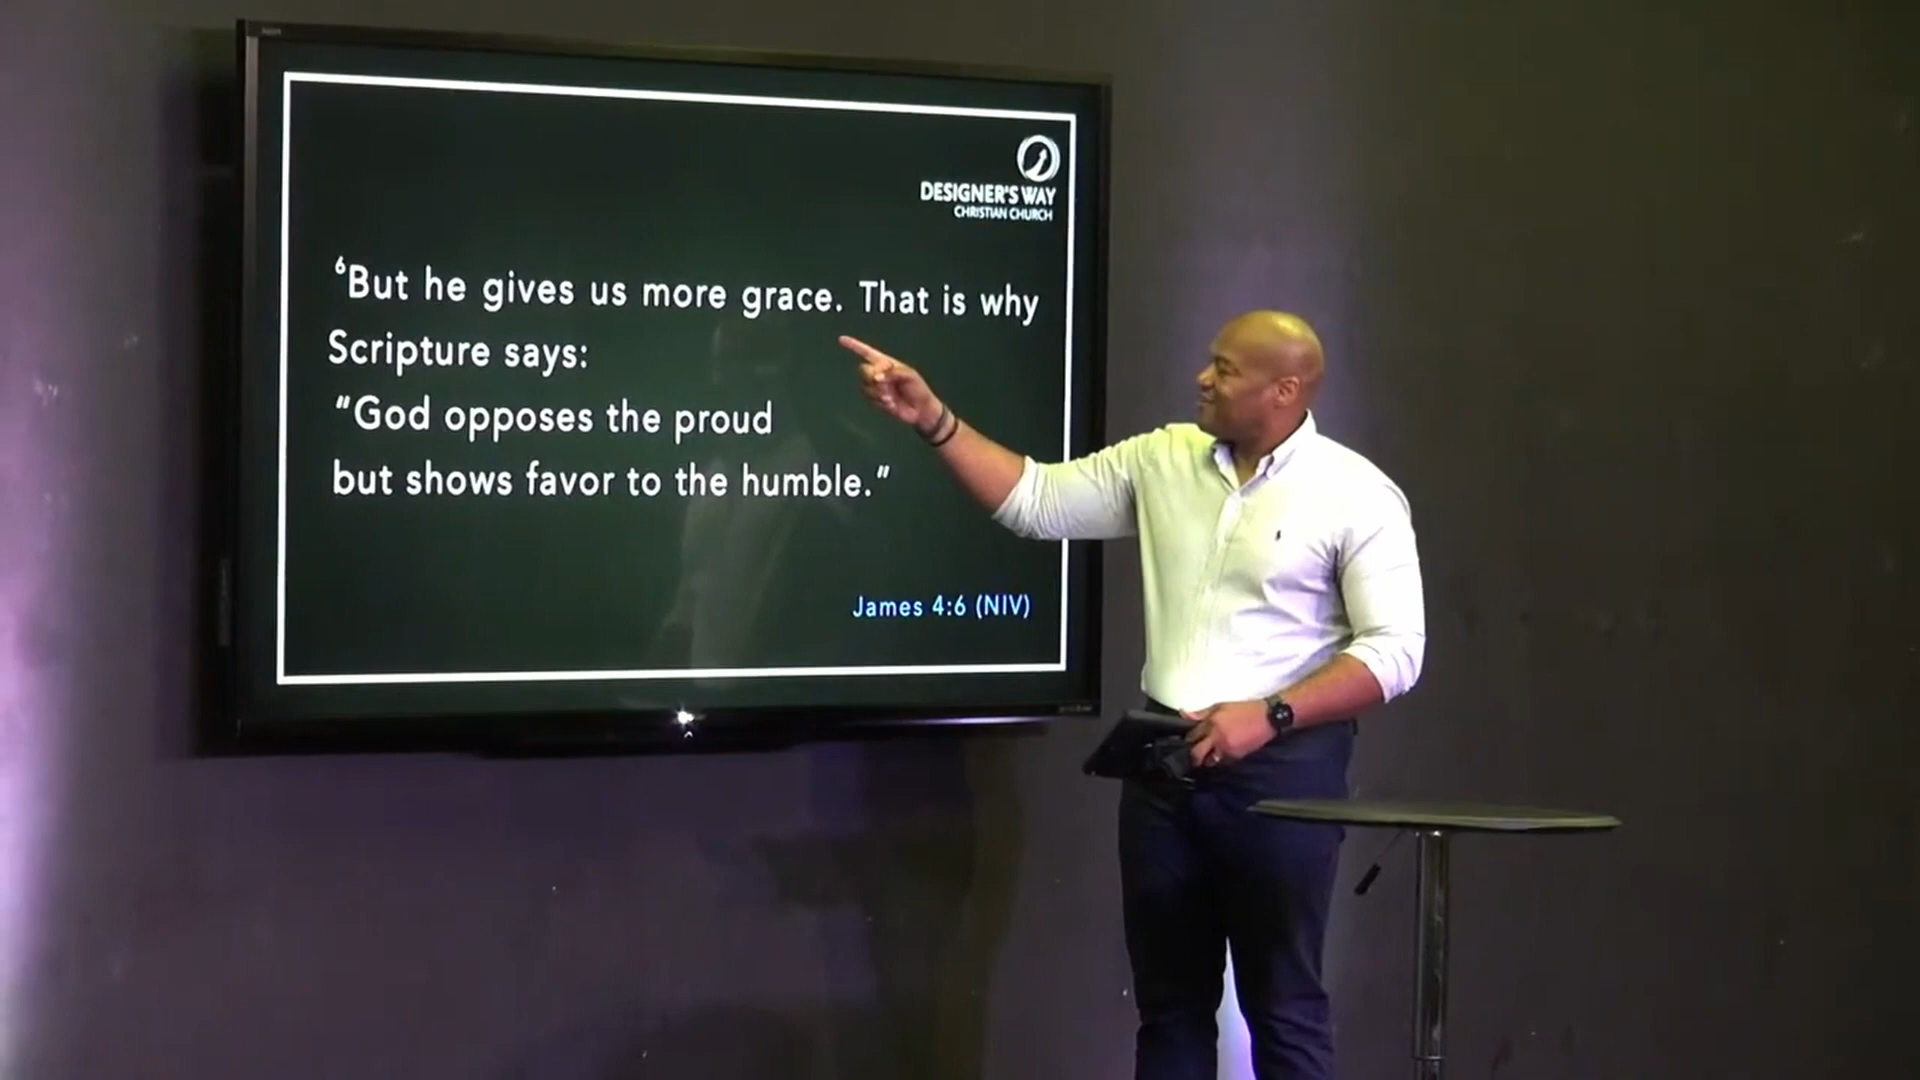 DESIGNER'S WAY
CHRISTIAN CHURCH
⁶But he gives us more grace. That is why
Scripture says:
"God opposes the proud
but shows favor to the humble."
James 4:6 (NIV)